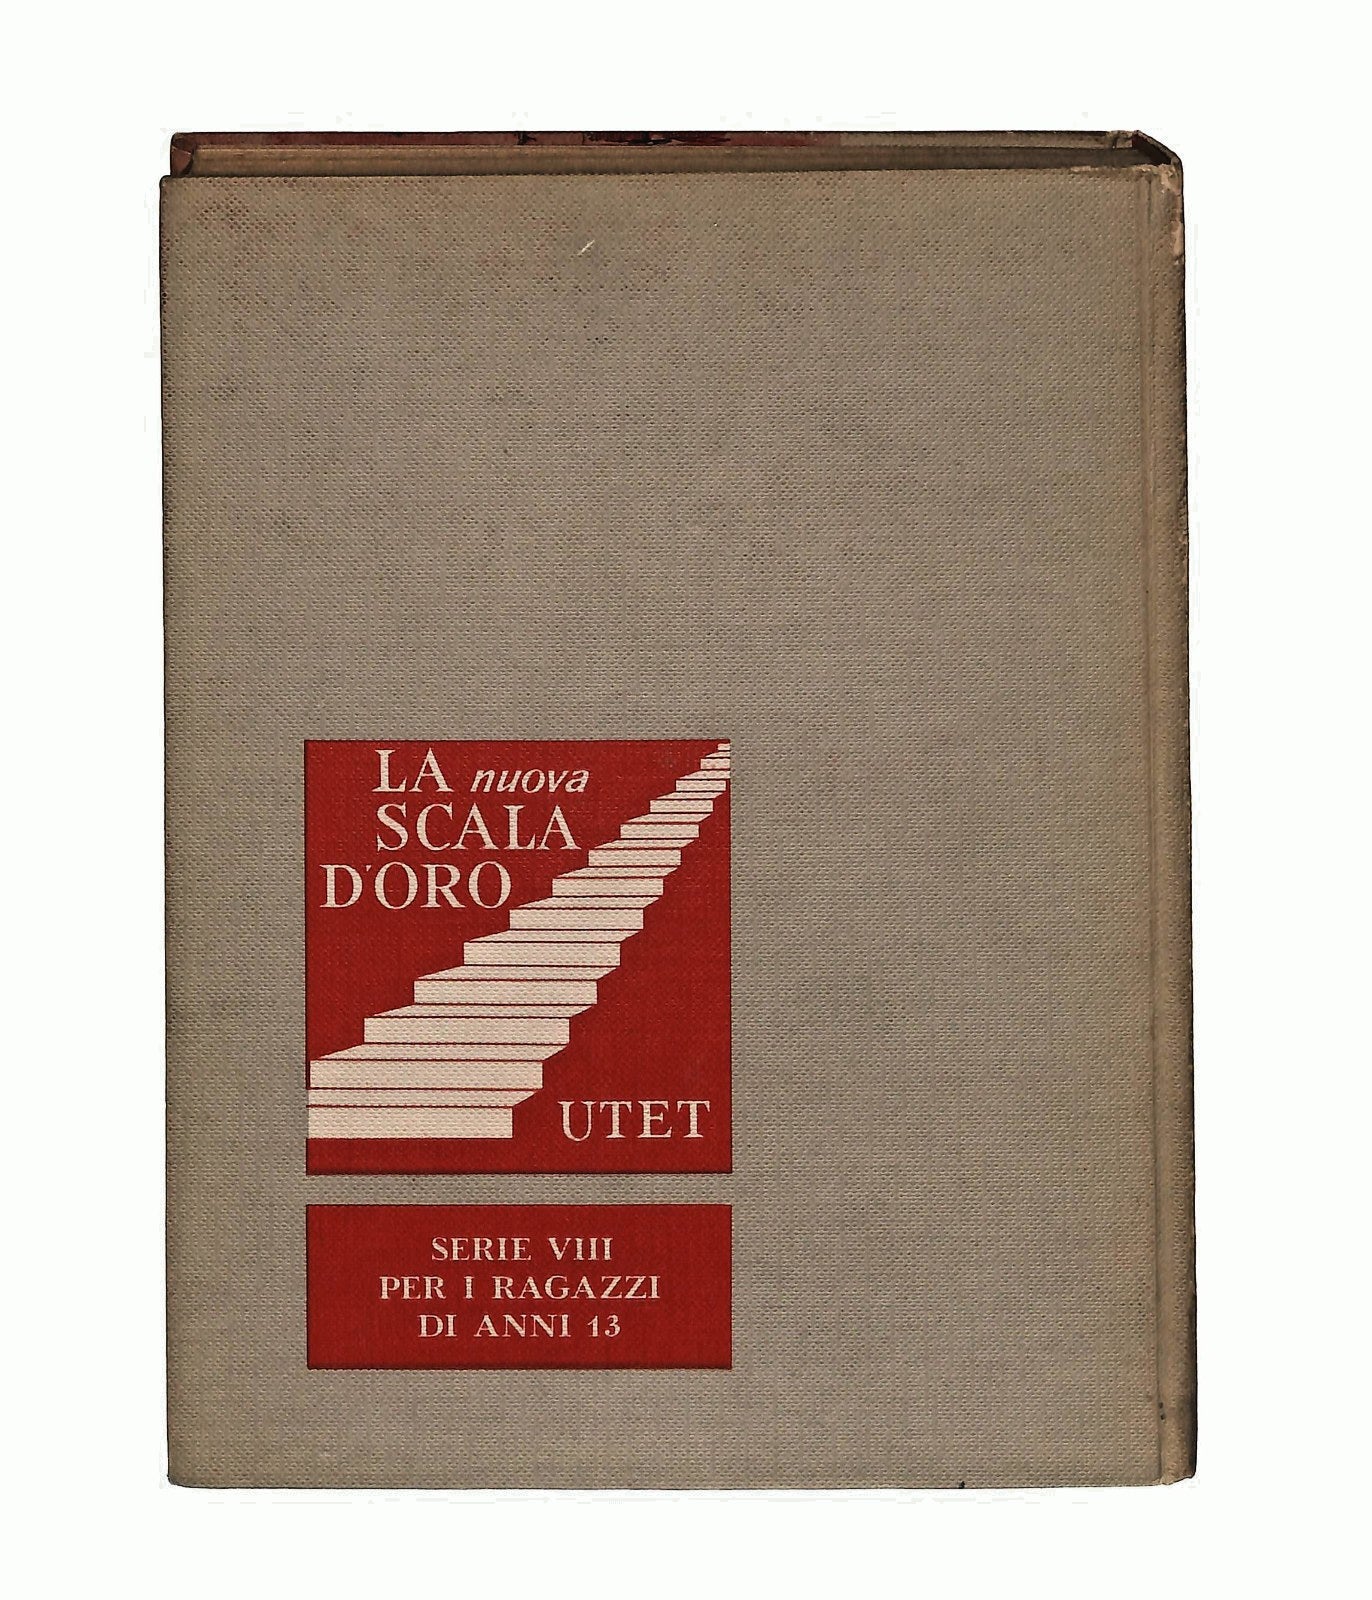 LA nuova
SCALA
D'ORO
UTET
SERIE VIII
PER I RAGAZZI
DI ANNI 13